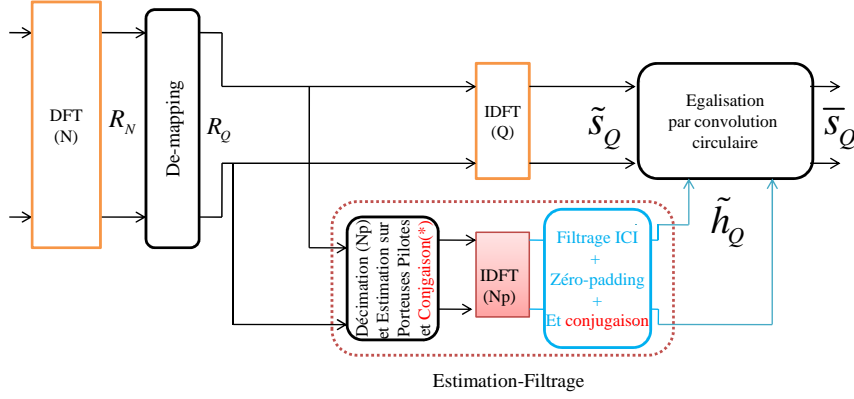 DFT
(N)
R_N
De-mapping
R_Q
IDFT
(Q)
s̃_Q
Egalisation
par convolution
circulaire
s̅_Q
h̃_Q
Décimation (Np)
et Estimation sur
Porteuses Pilotes
et Conjgaison(*)
IDFT
(Np)
Filtrage ICI
+
Zéro-padding
+
Et conjugaison
Estimation-Filtrage